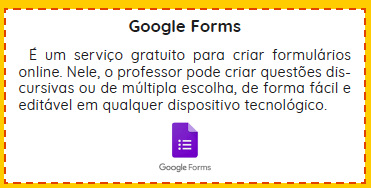 Google Forms
É um serviço gratuito para criar formulários
online. Nele, o professor pode criar questões dis-
cursivas ou de múltipla escolha, de forma fácil e
editável em qualquer dispositivo tecnológico.
Google Forms